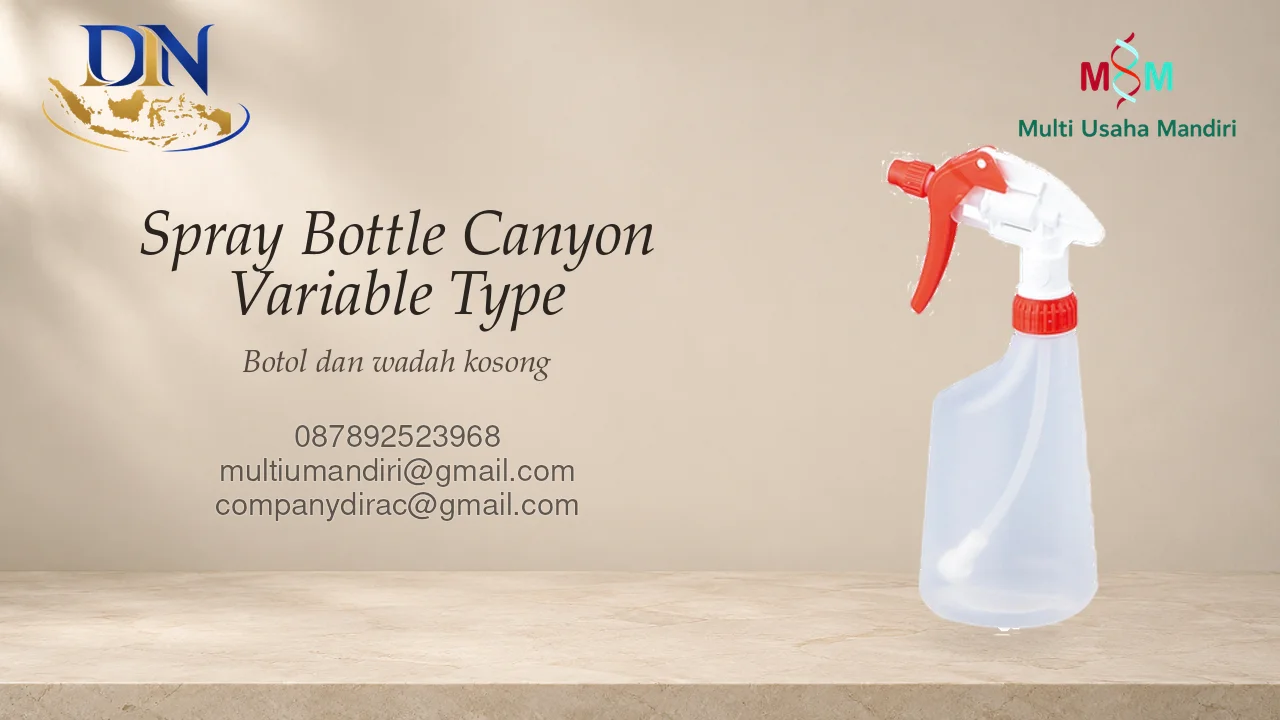 DN
M M
Multi Usaha Mandiri
Spray Bottle Canyon
Variable Type
Botol dan wadah kosong
087892523968
multiumandiri@gmail.com
companydirac@gmail.com